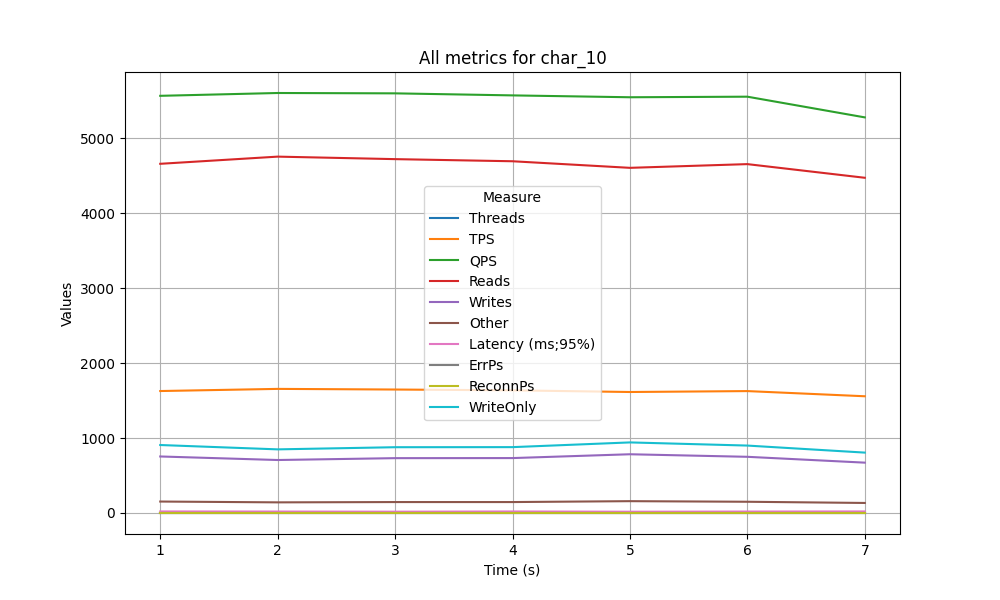 All metrics for char_10
Values
5000
4000
3000
2000
1000
0
Measure
Threads
TPS
QPS
Reads
Writes
Other
Latency (ms;95%)
ErrPs
ReconnPs
WriteOnly
1 2 3 4 5 6 7
Time (s)